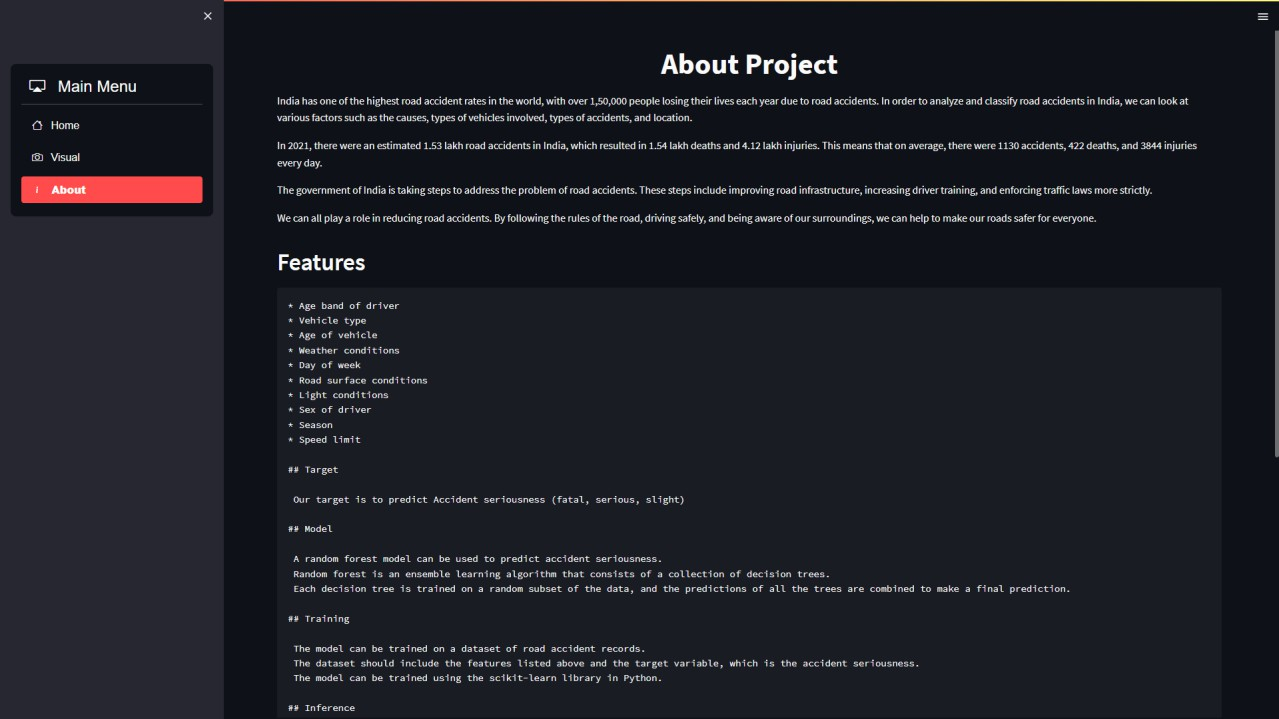 Main Menu
Home
Visual
i About
About Project
India has one of the highest road accident rates in the world, with over 1,50,000 people losing their lives each year due to road accidents. In order to analyze and classify road accidents in India, we can look at
various factors such as the causes, types of vehicles involved, types of accidents, and location.
In 2021, there were an estimated 1.53 lakh road accidents in India, which resulted in 1.54 lakh deaths and 4.12 lakh injuries. This means that on average, there were 1130 accidents, 422 deaths, and 3844 injuries
every day.
The government of India is taking steps to address the problem of road accidents. These steps include improving road infrastructure, increasing driver training, and enforcing traffic laws more strictly.
We can all play a role in reducing road accidents. By following the rules of the road, driving safely, and being aware of our surroundings, we can help to make our roads safer for everyone.
Features
* Age band of driver
* Vehicle type
* Age of vehicle
* Weather conditions
* Day of week
* Road surface conditions
* Light conditions
* Sex of driver
* Season
* Speed limit
## Target
Our target is to predict Accident seriousness (fatal, serious, slight)
## Model
A random forest model can be used to predict accident seriousness.
Random forest is an ensemble learning algorithm that consists of a collection of decision trees.
Each decision tree is trained on a random subset of the data, and the predictions of all the trees are combined to make a final prediction.
## Training
The model can be trained on a dataset of road accident records.
The dataset should include the features listed above and the target variable, which is the accident seriousness.
The model can be trained using the scikit-learn library in Python.
## Inference